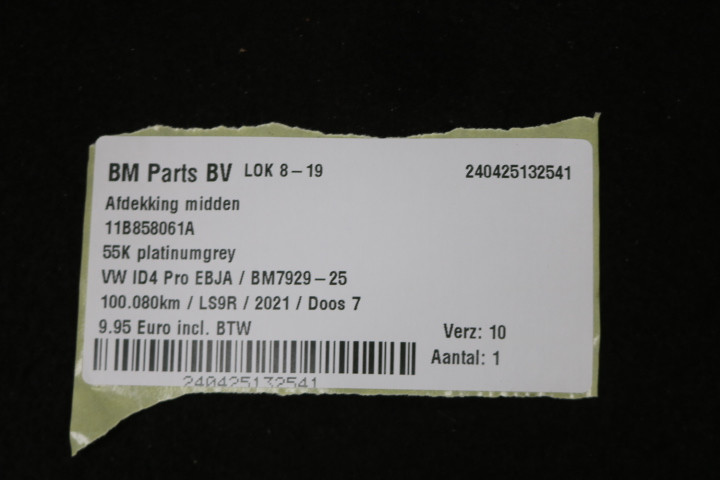 BM Parts BV LOK 8-19 240425132541
Afdekking midden
11B858061A
55K platinumgrey
VW ID4 Pro EBJA / BM7929-25
100.080km / LS9R / 2021 / Doos 7
9.95 Euro incl. BTW Verz: 10
Aantal: 1
240425132541